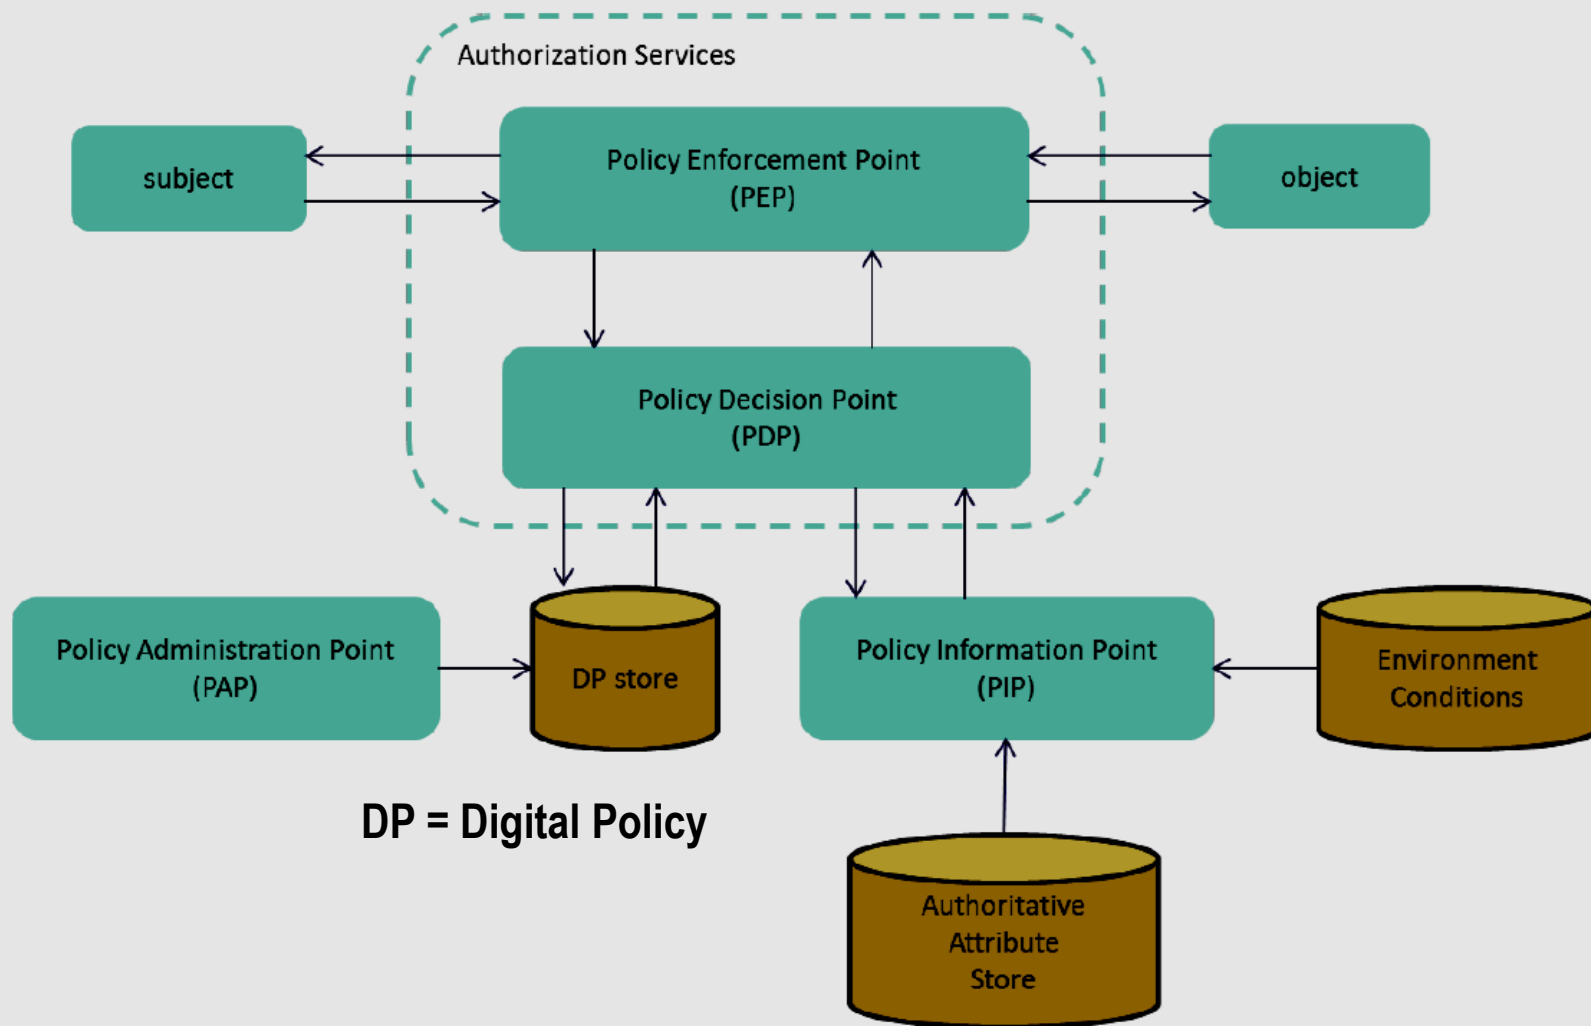 Authorization Services
subject
Policy Enforcement Point
(PEP)
object
Policy Decision Point
(PDP)
Policy Administration Point
(PAP)
DP store
Policy Information Point
(PIP)
Environment
Conditions
DP = Digital Policy
Authoritative
Attribute
Store